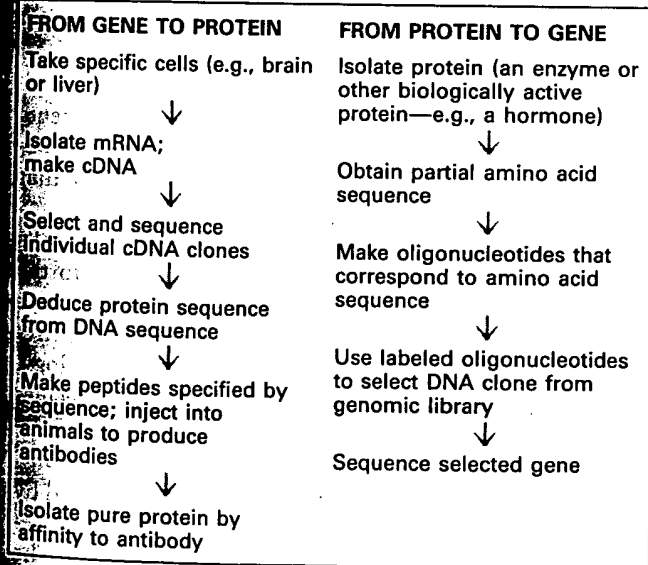 FROM GENE TO PROTEIN
Take specific cells (e.g., brain
or liver)
↓
Isolate mRNA;
make cDNA
↓
Select and sequence
individual cDNA clones
↓
Deduce protein sequence
from DNA sequence
↓
Make peptides specified by
sequence; inject into
animals to produce
antibodies
↓
Isolate pure protein by
affinity to antibody
FROM PROTEIN TO GENE
Isolate protein (an enzyme or
other biologically active
protein—e.g., a hormone)
↓
Obtain partial amino acid
sequence
↓
Make oligonucleotides that
correspond to amino acid
sequence
↓
Use labeled oligonucleotides
to select DNA clone from
genomic library
↓
Sequence selected gene